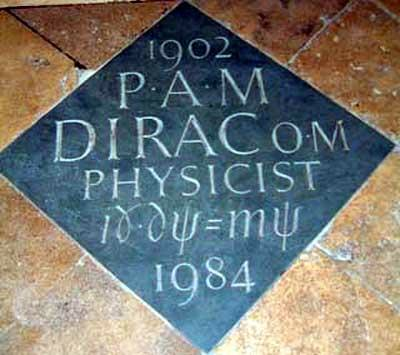 1902
P·A·M
DIRAC O·M
PHYSICIST
iγ·∂ψ=mψ
1984